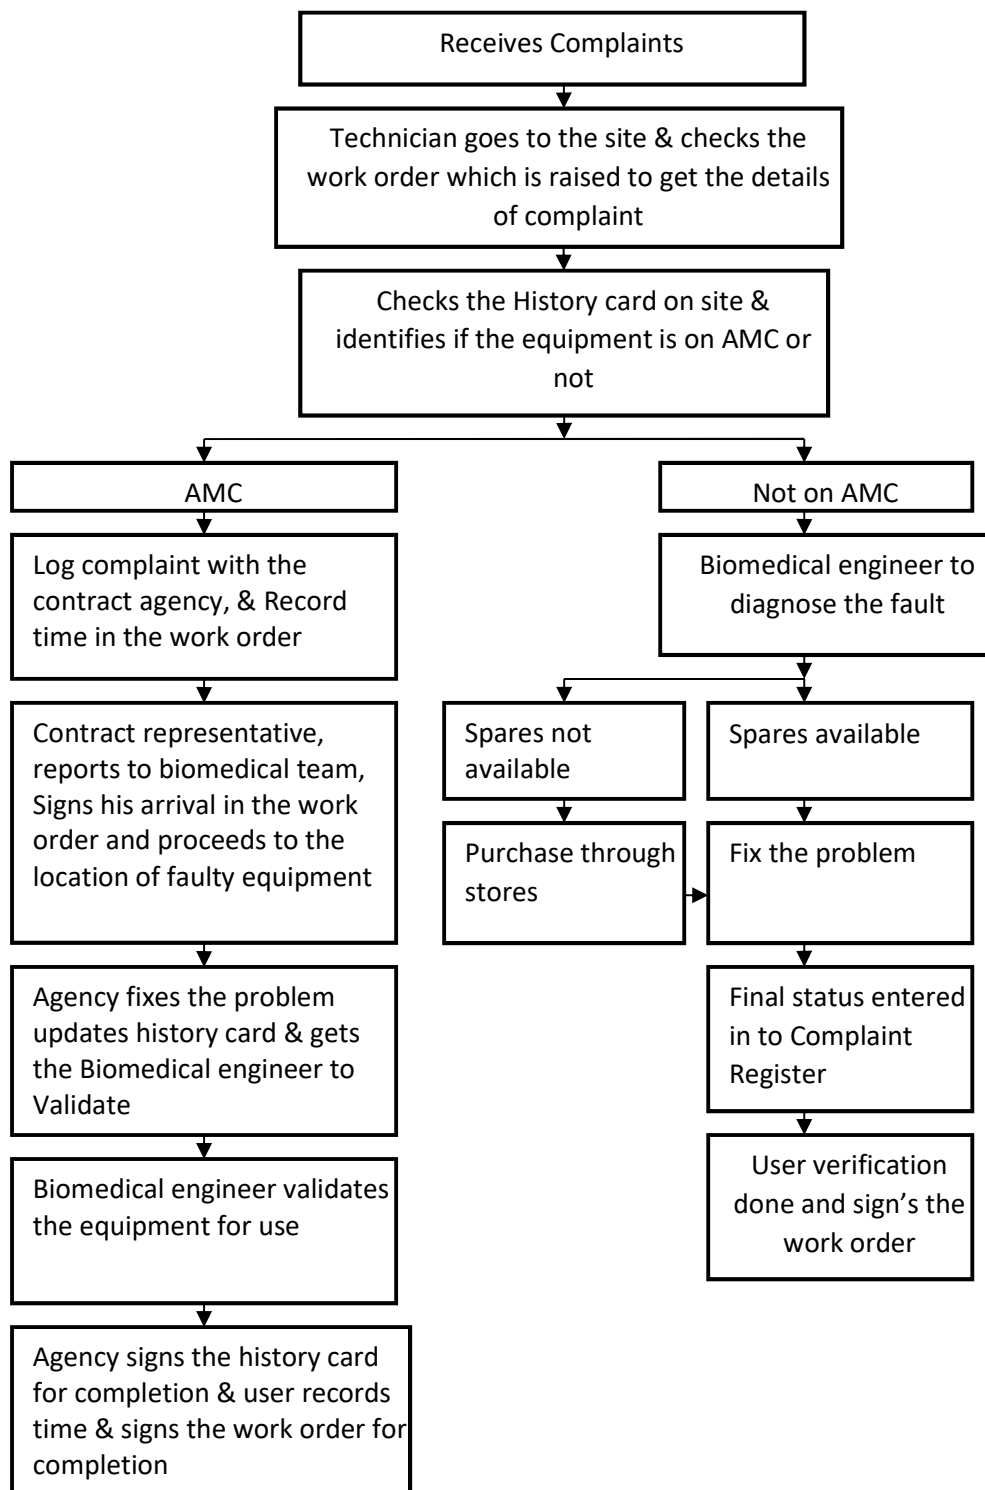 Receives Complaints
Technician goes to the site & checks the
work order which is raised to get the details
of complaint
Checks the History card on site &
identifies if the equipment is on AMC or
not
AMC
Log complaint with the
contract agency, & Record
time in the work order
Contract representative,
reports to biomedical team,
Signs his arrival in the work
order and proceeds to the
location of faulty equipment
Agency fixes the problem
updates history card & gets
the Biomedical engineer to
Validate
Biomedical engineer validates
the equipment for use
Agency signs the history card
for completion & user records
time & signs the work order for
completion
Not on AMC
Biomedical engineer to
diagnose the fault
Spares not
available
Purchase through
stores
Spares available
Fix the problem
Final status entered
in to Complaint
Register
User verification
done and sign’s the
work order